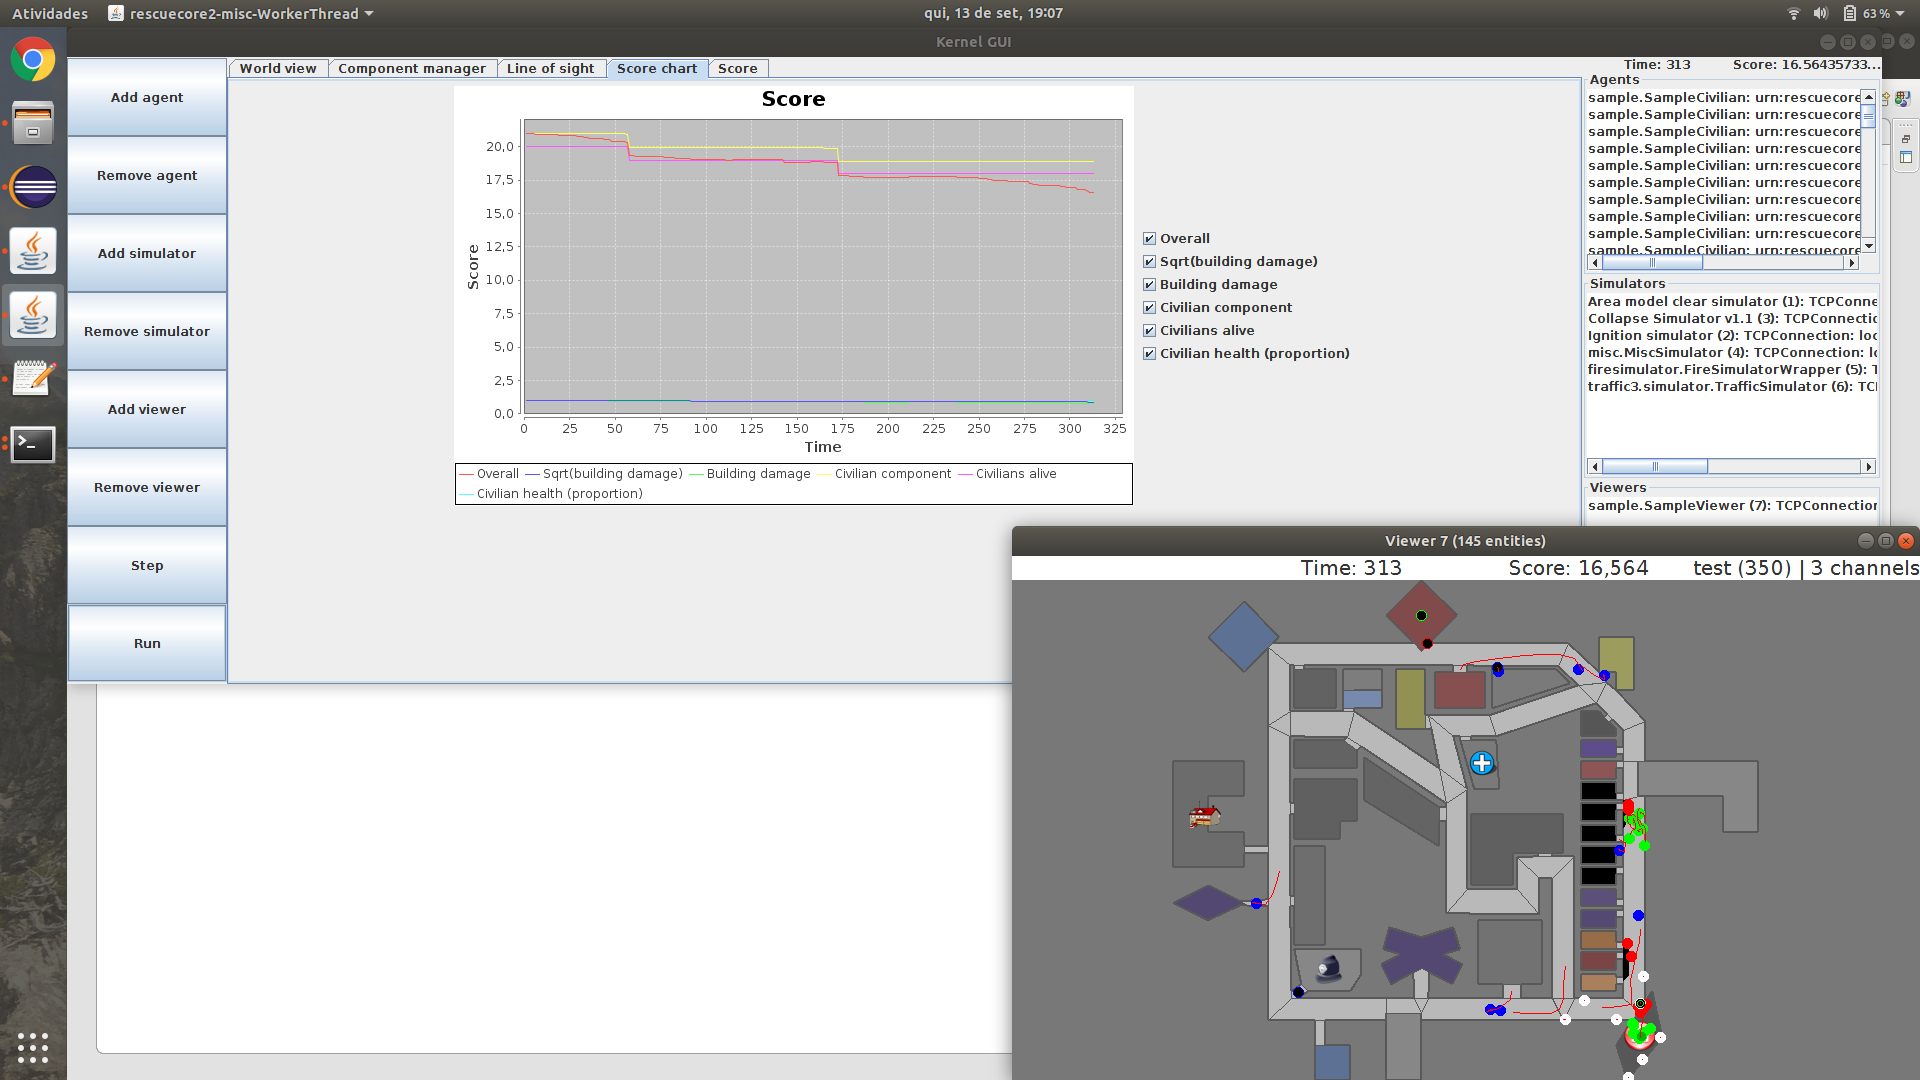 Atividades
rescuecore2-misc-WorkerThread
qui, 13 de set, 19:07
63 %
Kernel GUI
Add agent
Remove agent
Add simulator
Remove simulator
Add viewer
Remove viewer
Step
Run
World view
Component manager
Line of sight
Score chart
Score
Score
Score
20,0
17,5
15,0
12,5
10,0
7,5
5,0
2,5
0,0
0 25 50 75 100 125 150 175 200 225 250 275 300 325
Time
Overall Sqrt(building damage) Building damage Civilian component Civilians alive
Civilian health (proportion)
Overall
Sqrt(building damage)
Building damage
Civilian component
Civilians alive
Civilian health (proportion)
Time: 313 Score: 16.56435733...
Agents
sample.SampleCivilian: urn:rescuecore
sample.SampleCivilian: urn:rescuecore
sample.SampleCivilian: urn:rescuecore
sample.SampleCivilian: urn:rescuecore
sample.SampleCivilian: urn:rescuecore
sample.SampleCivilian: urn:rescuecore
sample.SampleCivilian: urn:rescuecore
sample.SampleCivilian: urn:rescuecore
sample.SampleCivilian: urn:rescuecore
sample.SampleCivilian: urn:rescuecore
Simulators
Area model clear simulator (1): TCPConne
Collapse Simulator v1.1 (3): TCPConnectio
Ignition simulator (2): TCPConnection: loc
misc.MiscSimulator (4): TCPConnection: lo
firesimulator.FireSimulatorWrapper (5): T
traffic3.simulator.TrafficSimulator (6): TC
Viewers
sample.SampleViewer (7): TCPConnection
Viewer 7 (145 entities)
Time: 313
Score: 16,564
test (350) | 3 channels